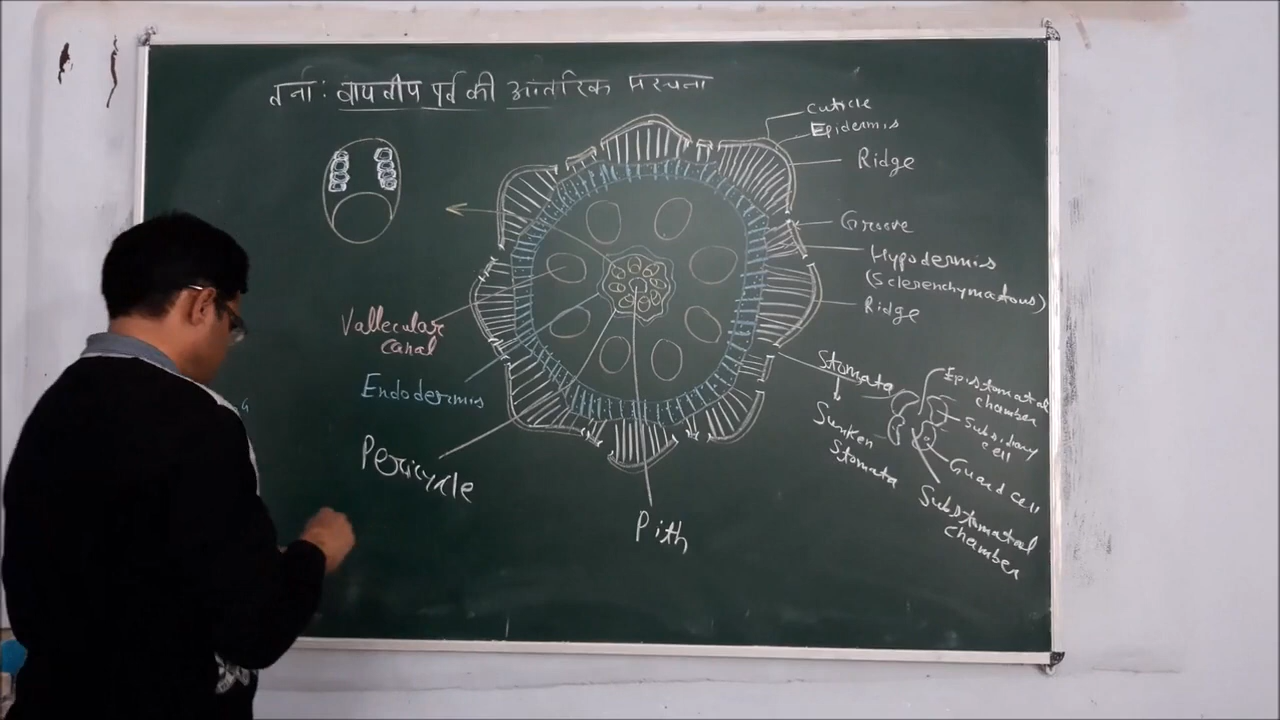 तना: वायवीय पर्व की आंतरिक संरचना
Cuticle
Epidermis
Ridge
Groove
Hypodermis
(Sclerenchymatous)
Ridge
Vallecular
canal
Endodermis
Pericycle
Pith
Stomata
Sunken
Stomata
Epistomatal
chamber
Subsidiary
cell
Guard cell
Substomatal
chamber